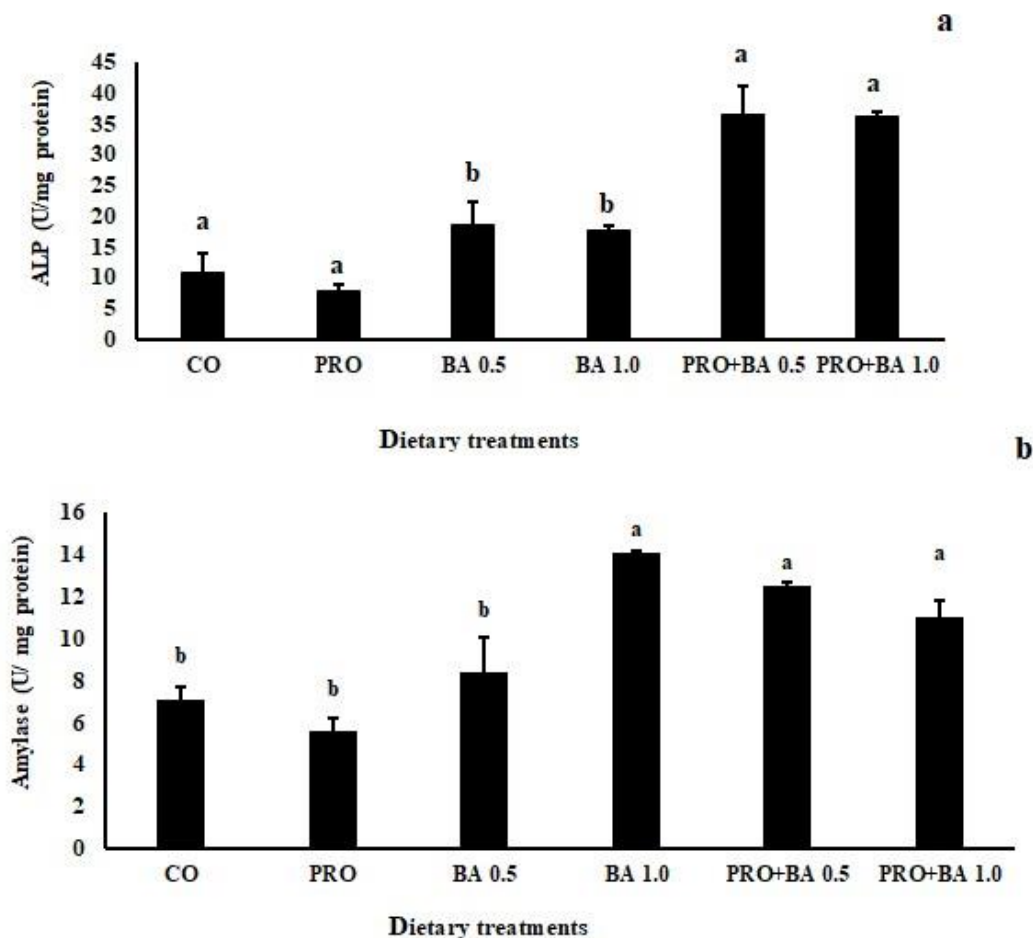 a
ALP (U/mg protein)
45
40
35
30
25
20
15
10
5
0
a
a
b
b
a
a
CO PRO BA 0.5 BA 1.0 PRO+BA 0.5 PRO+BA 1.0
Dietary treatments
b
Amylase (U/ mg protein)
16
14
12
10
8
6
4
2
0
b
b
b
a
a
a
CO PRO BA 0.5 BA 1.0 PRO+BA 0.5 PRO+BA 1.0
Dietary treatments